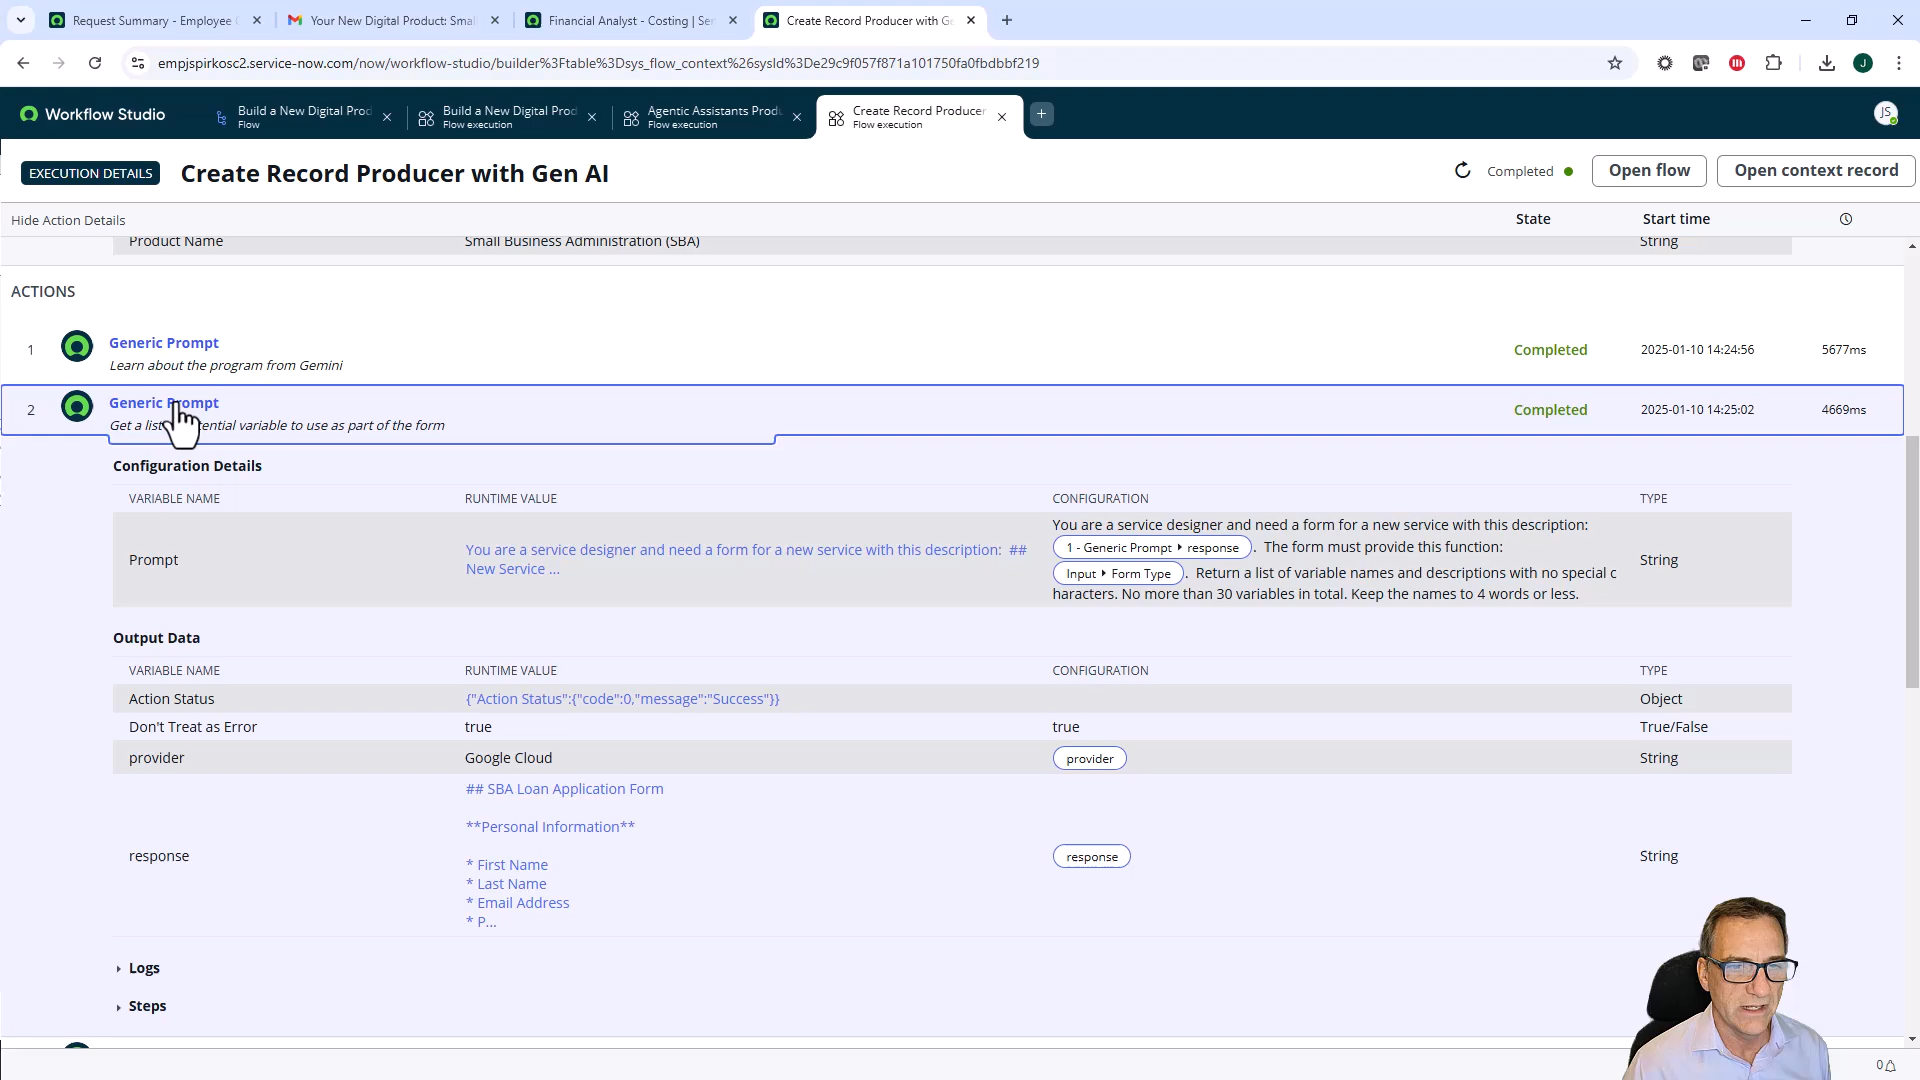 Request Summary - Employee
Your New Digital Product: Smal
Financial Analyst - Costing | Ser
Create Record Producer with Ge
empjspirkosc2.service-now.com/now/workflow-studio/builder%3Ftable%3Dsys_flow_context%26sysId%3De29c9f057f871a101750fa0fbdbbf219
J
Workflow Studio
Build a New Digital Prod
Flow
Build a New Digital Prod
Flow execution
Agentic Assistants Produ
Flow execution
Create Record Producer
Flow execution
JS
EXECUTION DETAILS
Create Record Producer with Gen AI
Completed
Open flow
Open context record
Hide Action Details
State
Start time
Product Name
Small Business Administration (SBA)
String
ACTIONS
1
Generic Prompt
Learn about the program from Gemini
Completed
2025-01-10 14:24:56
5677ms
2
Generic Prompt
Get a list ential variable to use as part of the form
Completed
2025-01-10 14:25:02
4669ms
Configuration Details
VARIABLE NAME
RUNTIME VALUE
CONFIGURATION
TYPE
Prompt
You are a service designer and need a form for a new service with this description: ##
New Service ...
You are a service designer and need a form for a new service with this description:
1 - Generic Prompt ▸ response . The form must provide this function:
Input ▸ Form Type . Return a list of variable names and descriptions with no special c
haracters. No more than 30 variables in total. Keep the names to 4 words or less.
String
Output Data
VARIABLE NAME
RUNTIME VALUE
CONFIGURATION
TYPE
Action Status
{"Action Status":{"code":0,"message":"Success"}}
Object
Don't Treat as Error
true
true
True/False
provider
Google Cloud
provider
String
response
## SBA Loan Application Form
**Personal Information**
* First Name
* Last Name
* Email Address
* P...
response
String
Logs
Steps
0